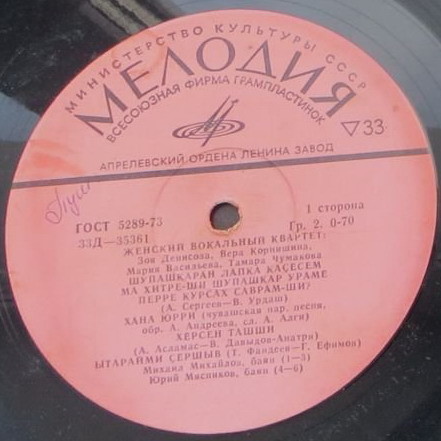 МИНИСТЕРСТВО КУЛЬТУРЫ СССР
МЕЛОДИЯ
ВСЕСОЮЗНАЯ ФИРМА ГРАМПЛАСТИНОК
▽33
АПРЕЛЕВСКИЙ ОРДЕНА ЛЕНИНА ЗАВОД
ГОСТ 5289-73
1 сторона
33Д—35361
Гр. 2. 0-70
ЖЕНСКИЙ ВОКАЛЬНЫЙ КВАРТЕТ:
Зоя Денисова, Вера Корнишина,
Мария Васильева, Тамара Чумакова
ШУПАШКАРАН ЛАПКА КАСЕСЕМ
МА ХИТРЕ-ШИ ШУПАШКАР УРАМЕ
ПЕРРЕ КУРСАХ САВРАМ-ШИ?
(А. Сергеев—В. Урдаш)
ХАНА ЮРРИ (чувашская нар. песня,
обр. А. Андреева, сл. А. Алги)
ХЕРСЕН ТАШШИ
(А. Асламас—В. Давыдов-Анатри)
ЫТАРАЙМИ СЕРШЫВ (Т. Фандеев—Г. Ефимов)
Михаил Михайлов, баян (1—3)
Юрий Мясников, баян (4—6)